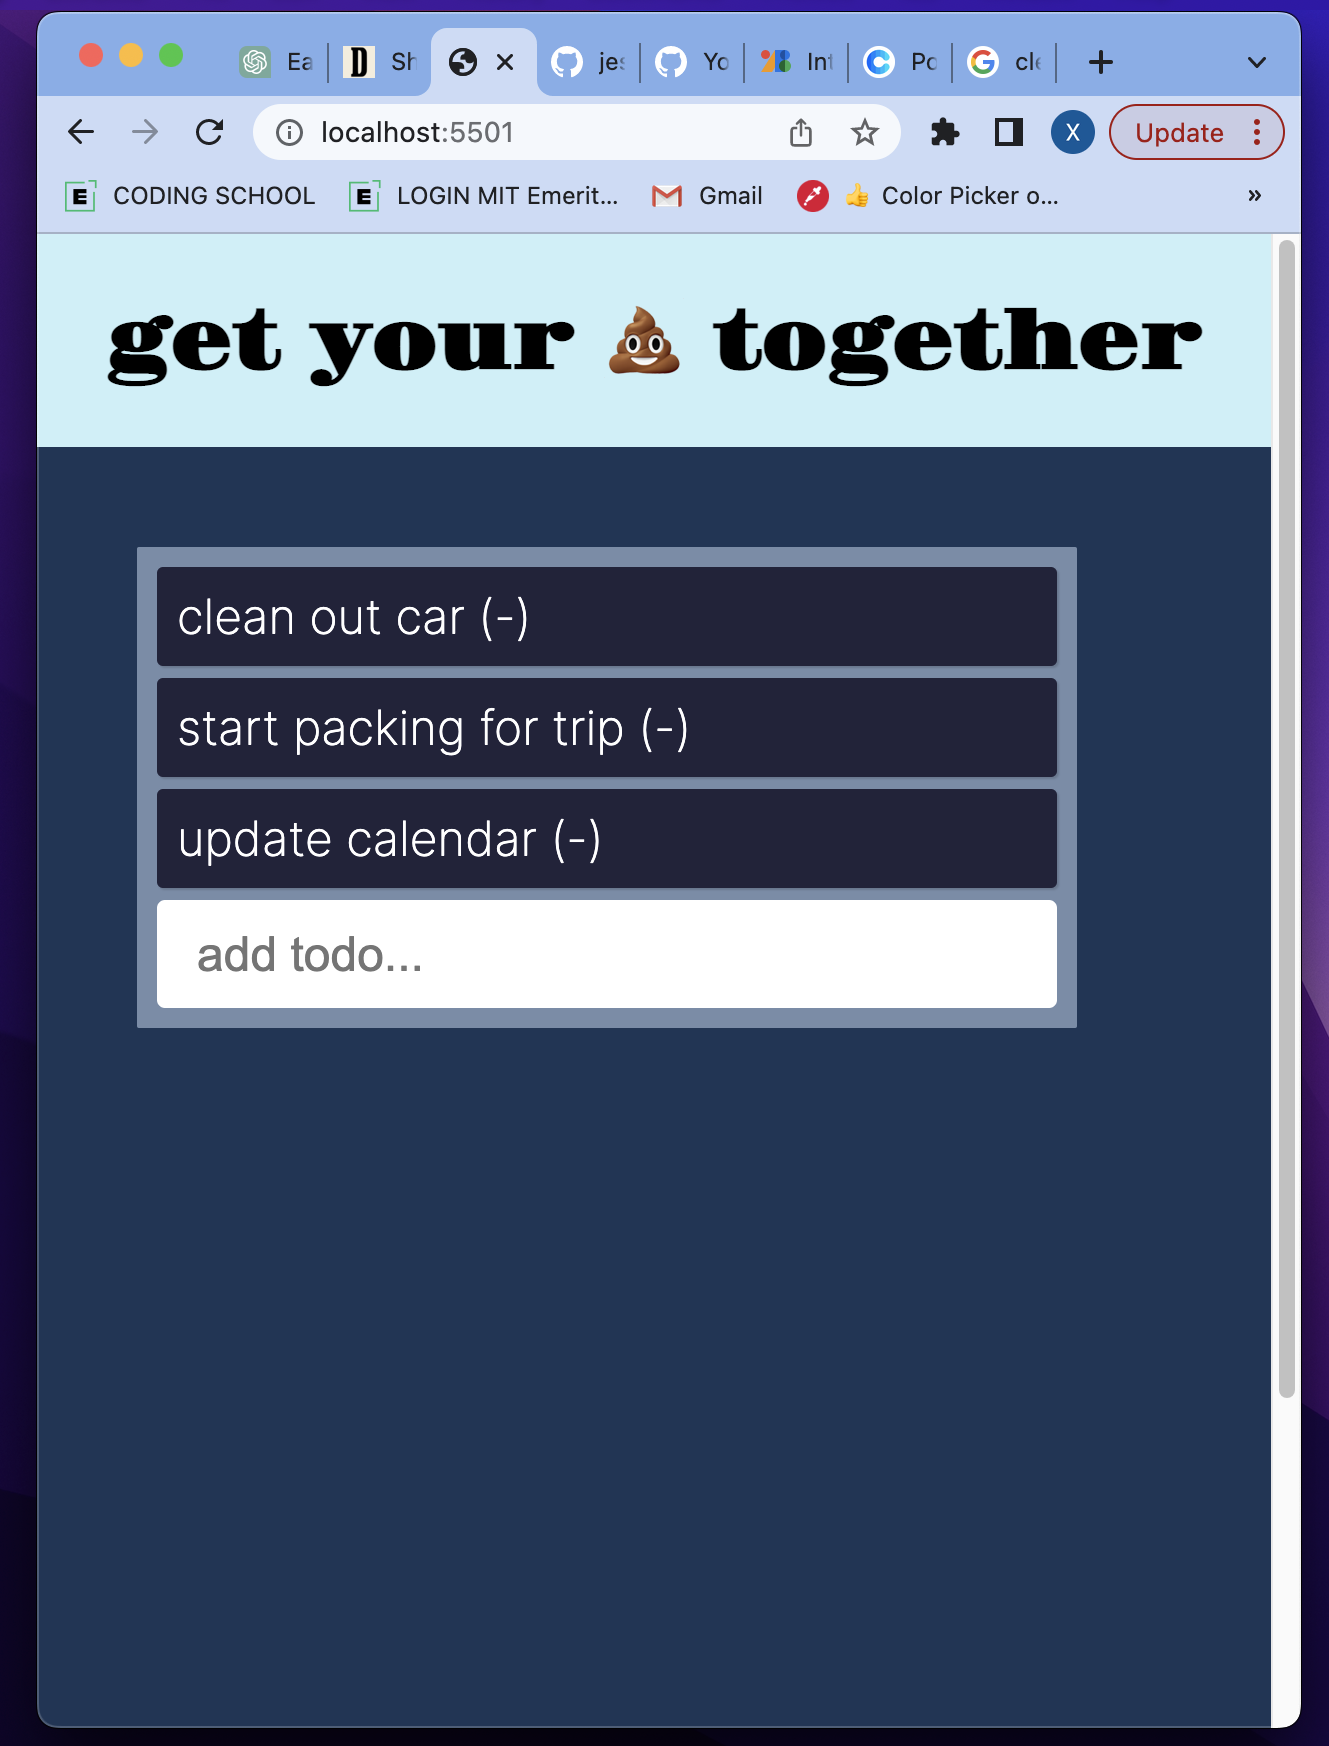 Ea
Sh
jes
Yo
Int
Po
cle
localhost:5501
X
Update
CODING SCHOOL
LOGIN MIT Emerit...
Gmail
👍 Color Picker o...
»
get your 💩 together
clean out car (-)
start packing for trip (-)
update calendar (-)
add todo...